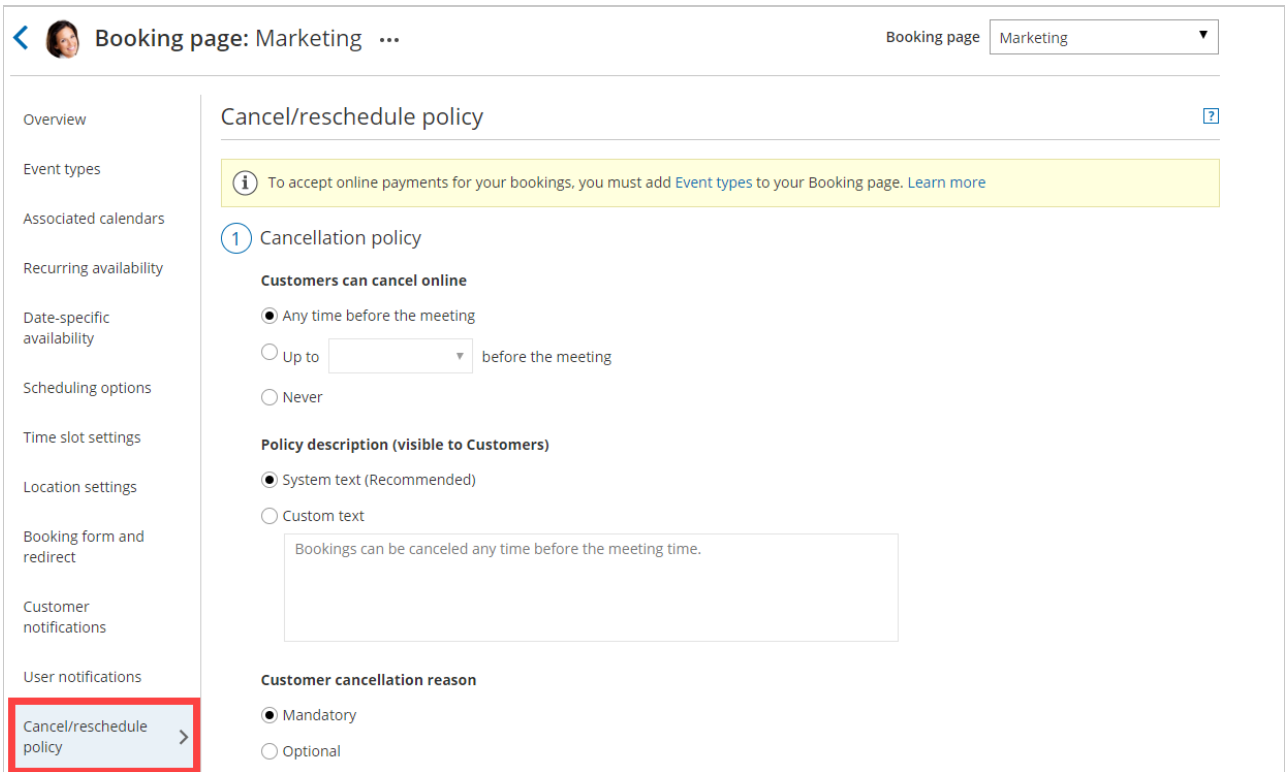 Booking page: Marketing ...
Booking page Marketing
Overview
Event types
Associated calendars
Recurring availability
Date-specific
availability
Scheduling options
Time slot settings
Location settings
Booking form and
redirect
Customer
notifications
User notifications
Cancel/reschedule
policy
Cancel/reschedule policy
?
i To accept online payments for your bookings, you must add Event types to your Booking page. Learn more
1 Cancellation policy
Customers can cancel online
Any time before the meeting
Up to before the meeting
Never
Policy description (visible to Customers)
System text (Recommended)
Custom text
Bookings can be canceled any time before the meeting time.
Customer cancellation reason
Mandatory
Optional